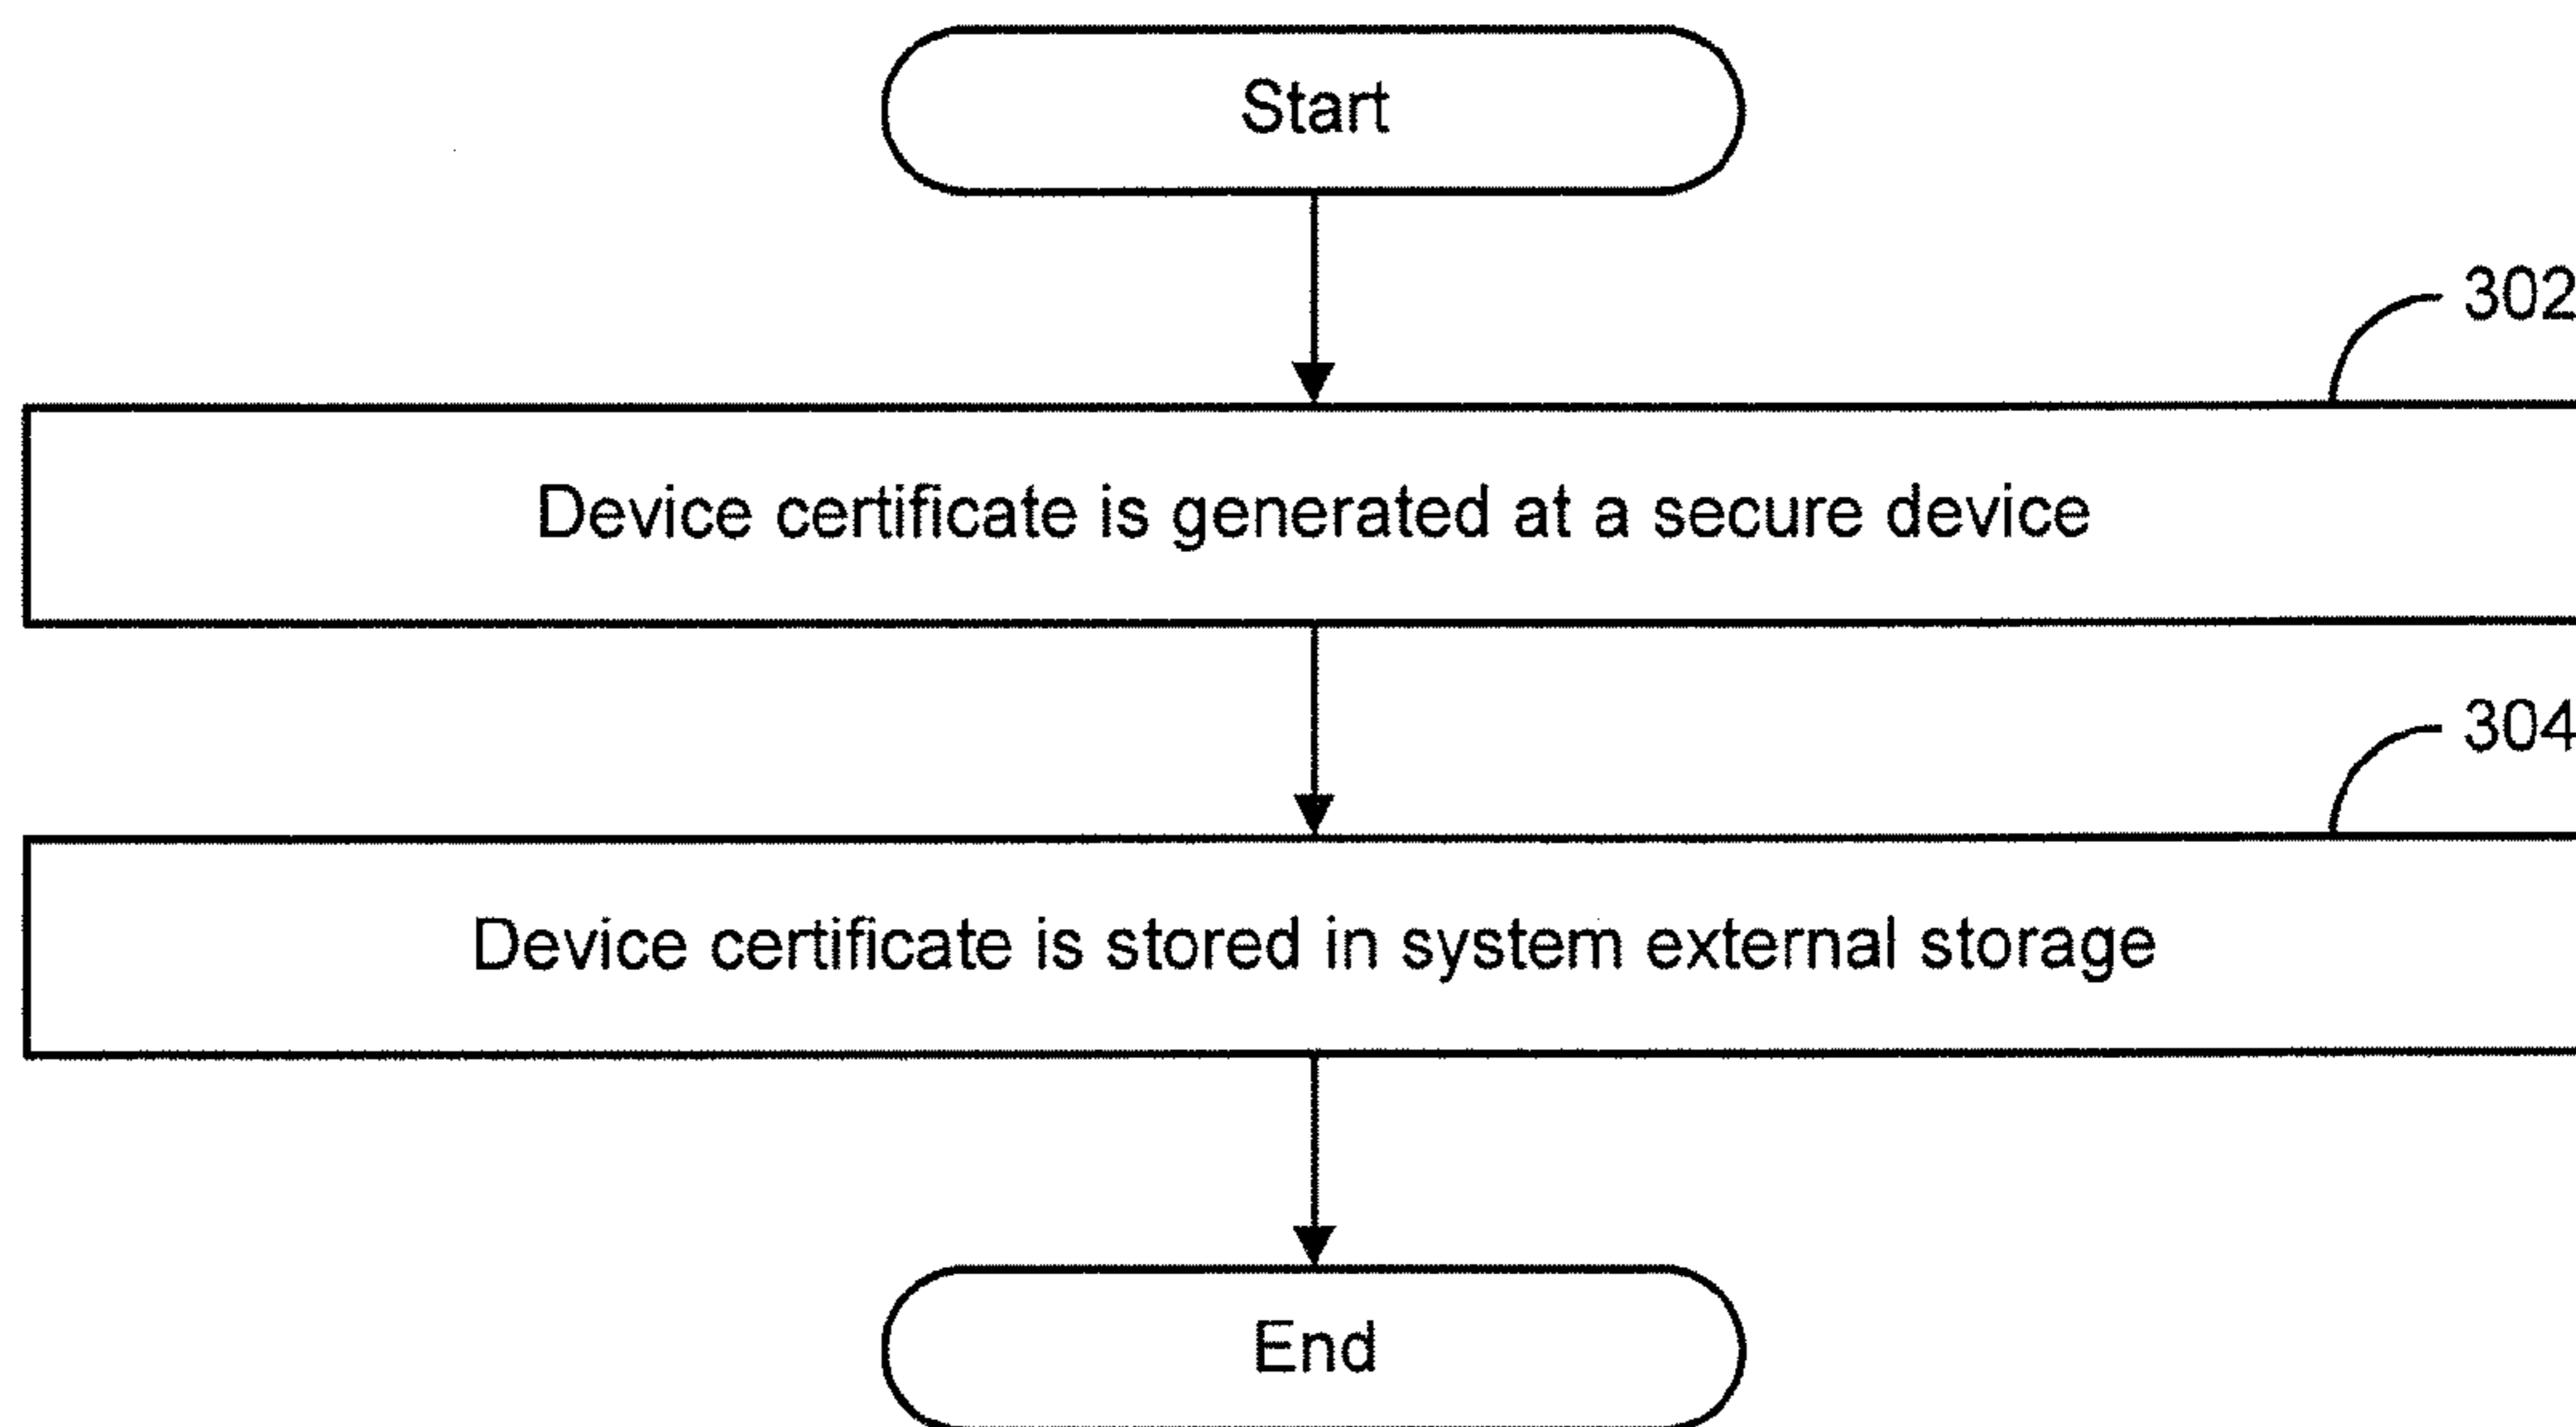 Start
302
Device certificate is generated at a secure device
304
Device certificate is stored in system external storage
End